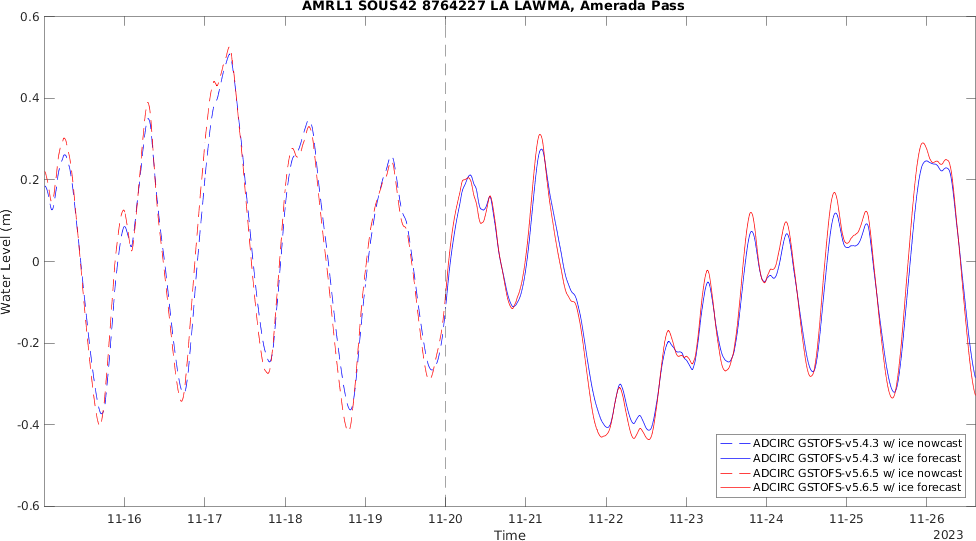 AMRL1 SOUS42 8764227 LA LAWMA, Amerada Pass
0.6
0.4
0.2
0
-0.2
-0.4
-0.6
Water Level (m)
11-16
11-17
11-18
11-19
11-20
11-21
11-22
11-23
11-24
11-25
11-26
2023
Time
ADCIRC GSTOFS-v5.4.3 w/ ice nowcast
ADCIRC GSTOFS-v5.4.3 w/ ice forecast
ADCIRC GSTOFS-v5.6.5 w/ ice nowcast
ADCIRC GSTOFS-v5.6.5 w/ ice forecast